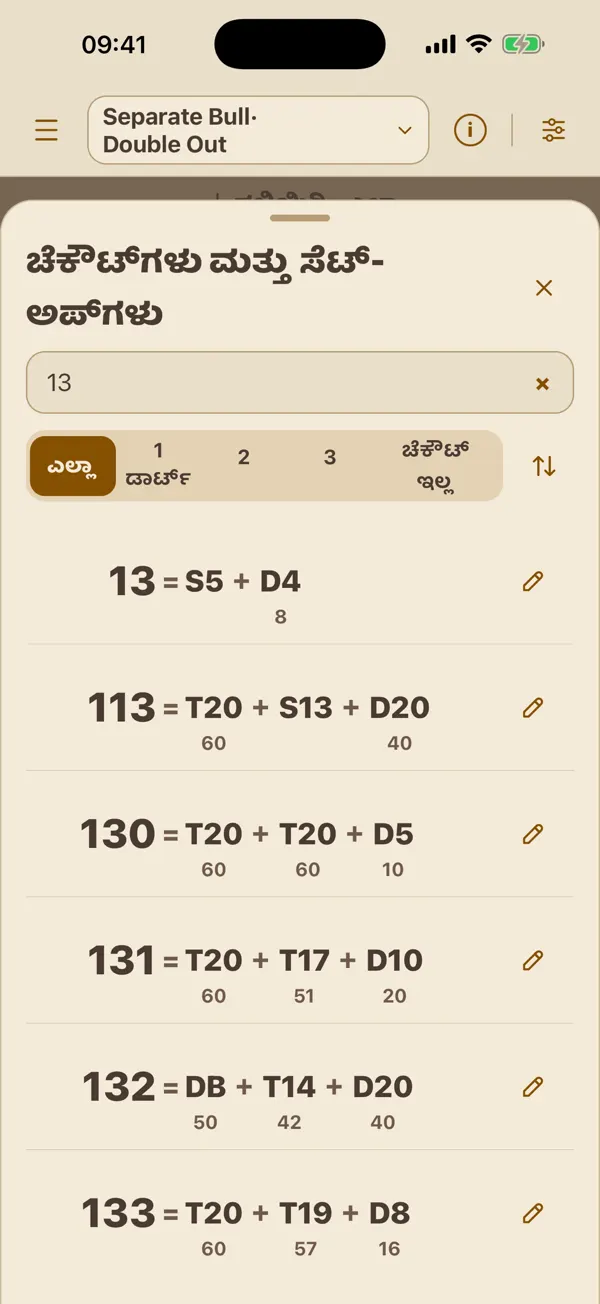 09:41
Separate Bull·
Double Out
ಚೆಕೌಟ್‌ಗಳು ಮತ್ತು ಸೆಟ್-
ಅಪ್‌ಗಳು
13
ಎಲ್ಲಾ
1
ಡಾರ್ಟ್
2
3
ಚೆಕೌಟ್
ಇಲ್ಲ
13 = S5 + D4
8
113 = T20 + S13 + D20
60 40
130 = T20 + T20 + D5
60 60 10
131 = T20 + T17 + D10
60 51 20
132 = DB + T14 + D20
50 42 40
133 = T20 + T19 + D8
60 57 16